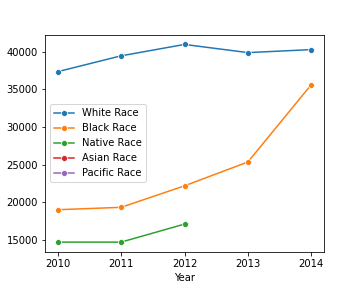 40000
35000
30000
25000
20000
15000
White Race
Black Race
Native Race
Asian Race
Pacific Race
2010 2011 2012 2013 2014
Year